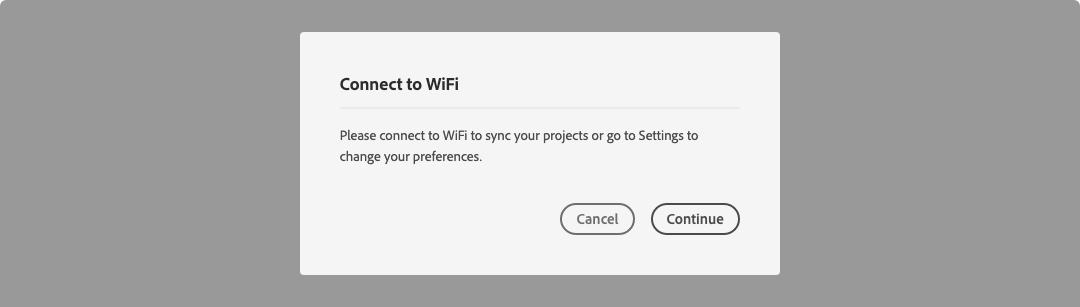 Connect to WiFi
Please connect to WiFi to sync your projects or go to Settings to
change your preferences.
Cancel
Continue